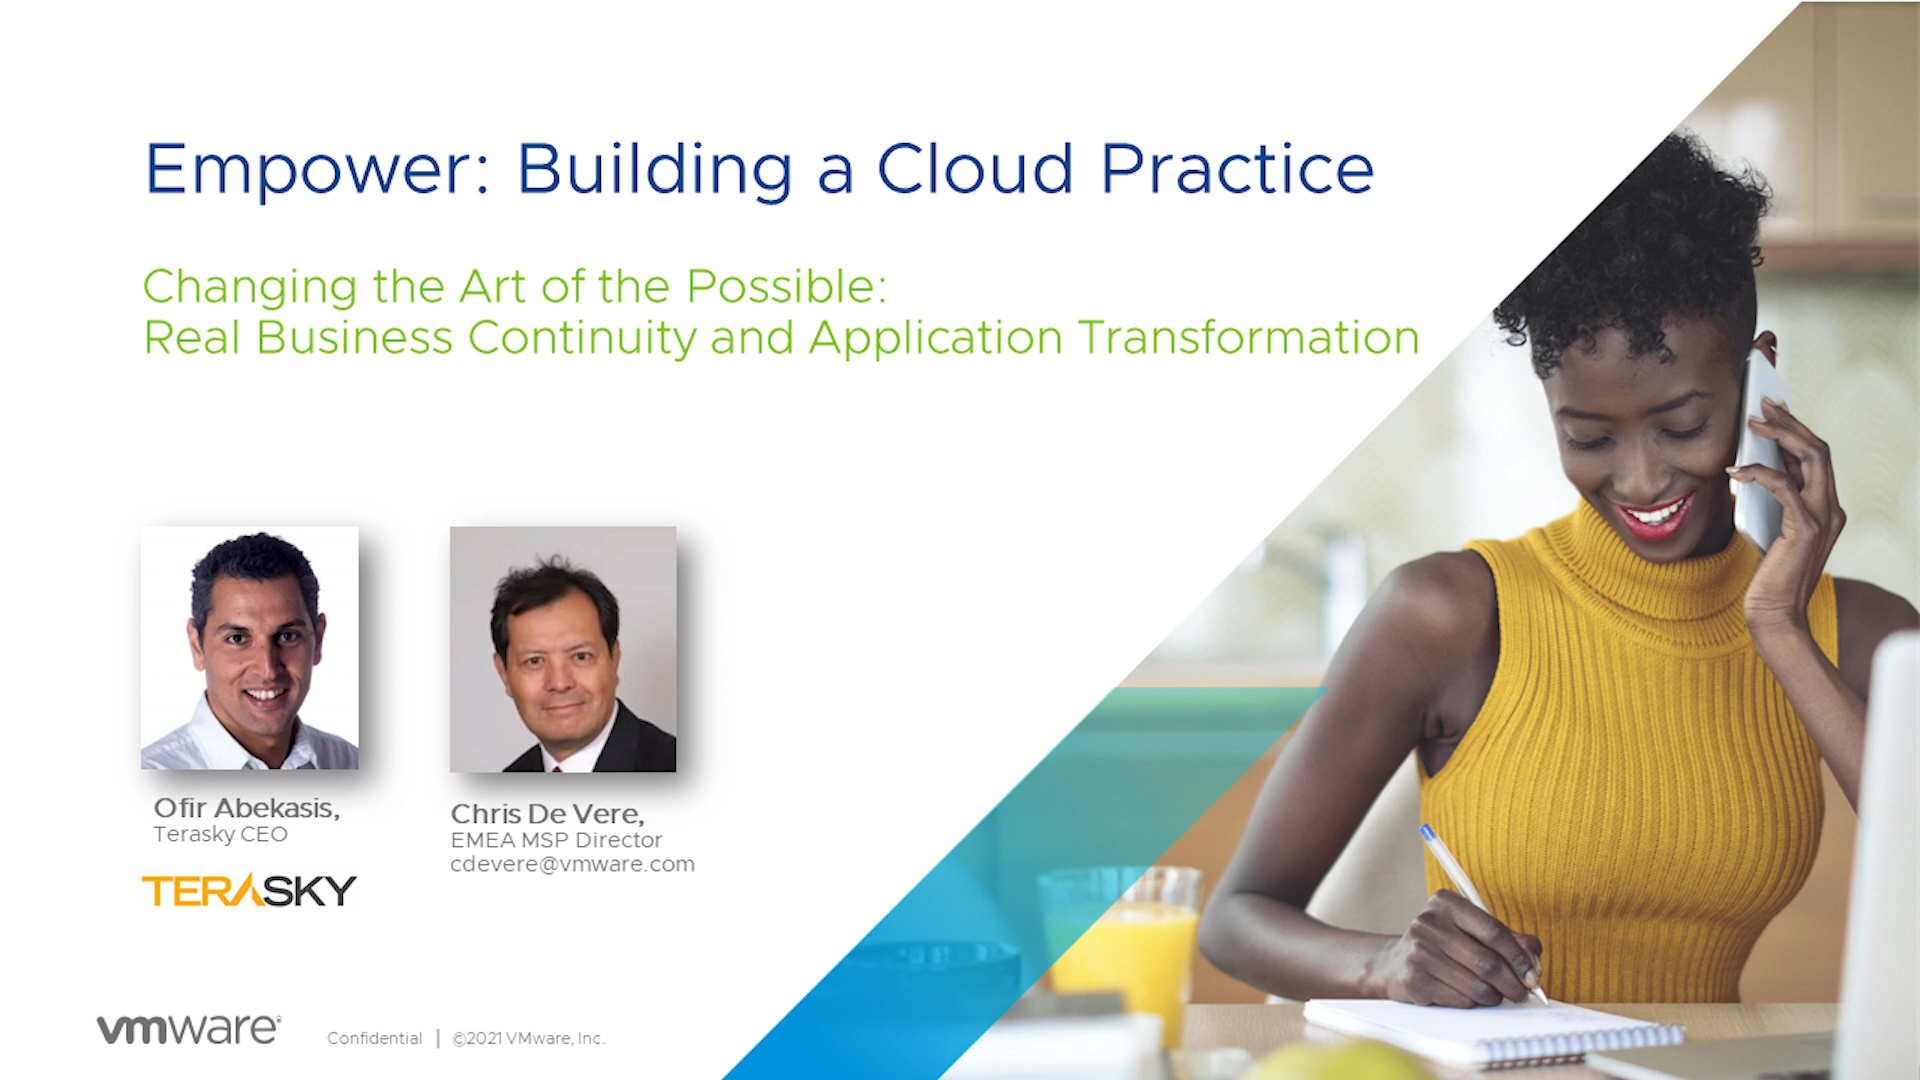 Empower: Building a Cloud Practice
Changing the Art of the Possible:
Real Business Continuity and Application Transformation
Ofir Abekasis,
Terasky CEO
TERASKY
Chris De Vere,
EMEA MSP Director
cdevere@vmware.com
vmware®
Confidential | ©2021 VMware, Inc.